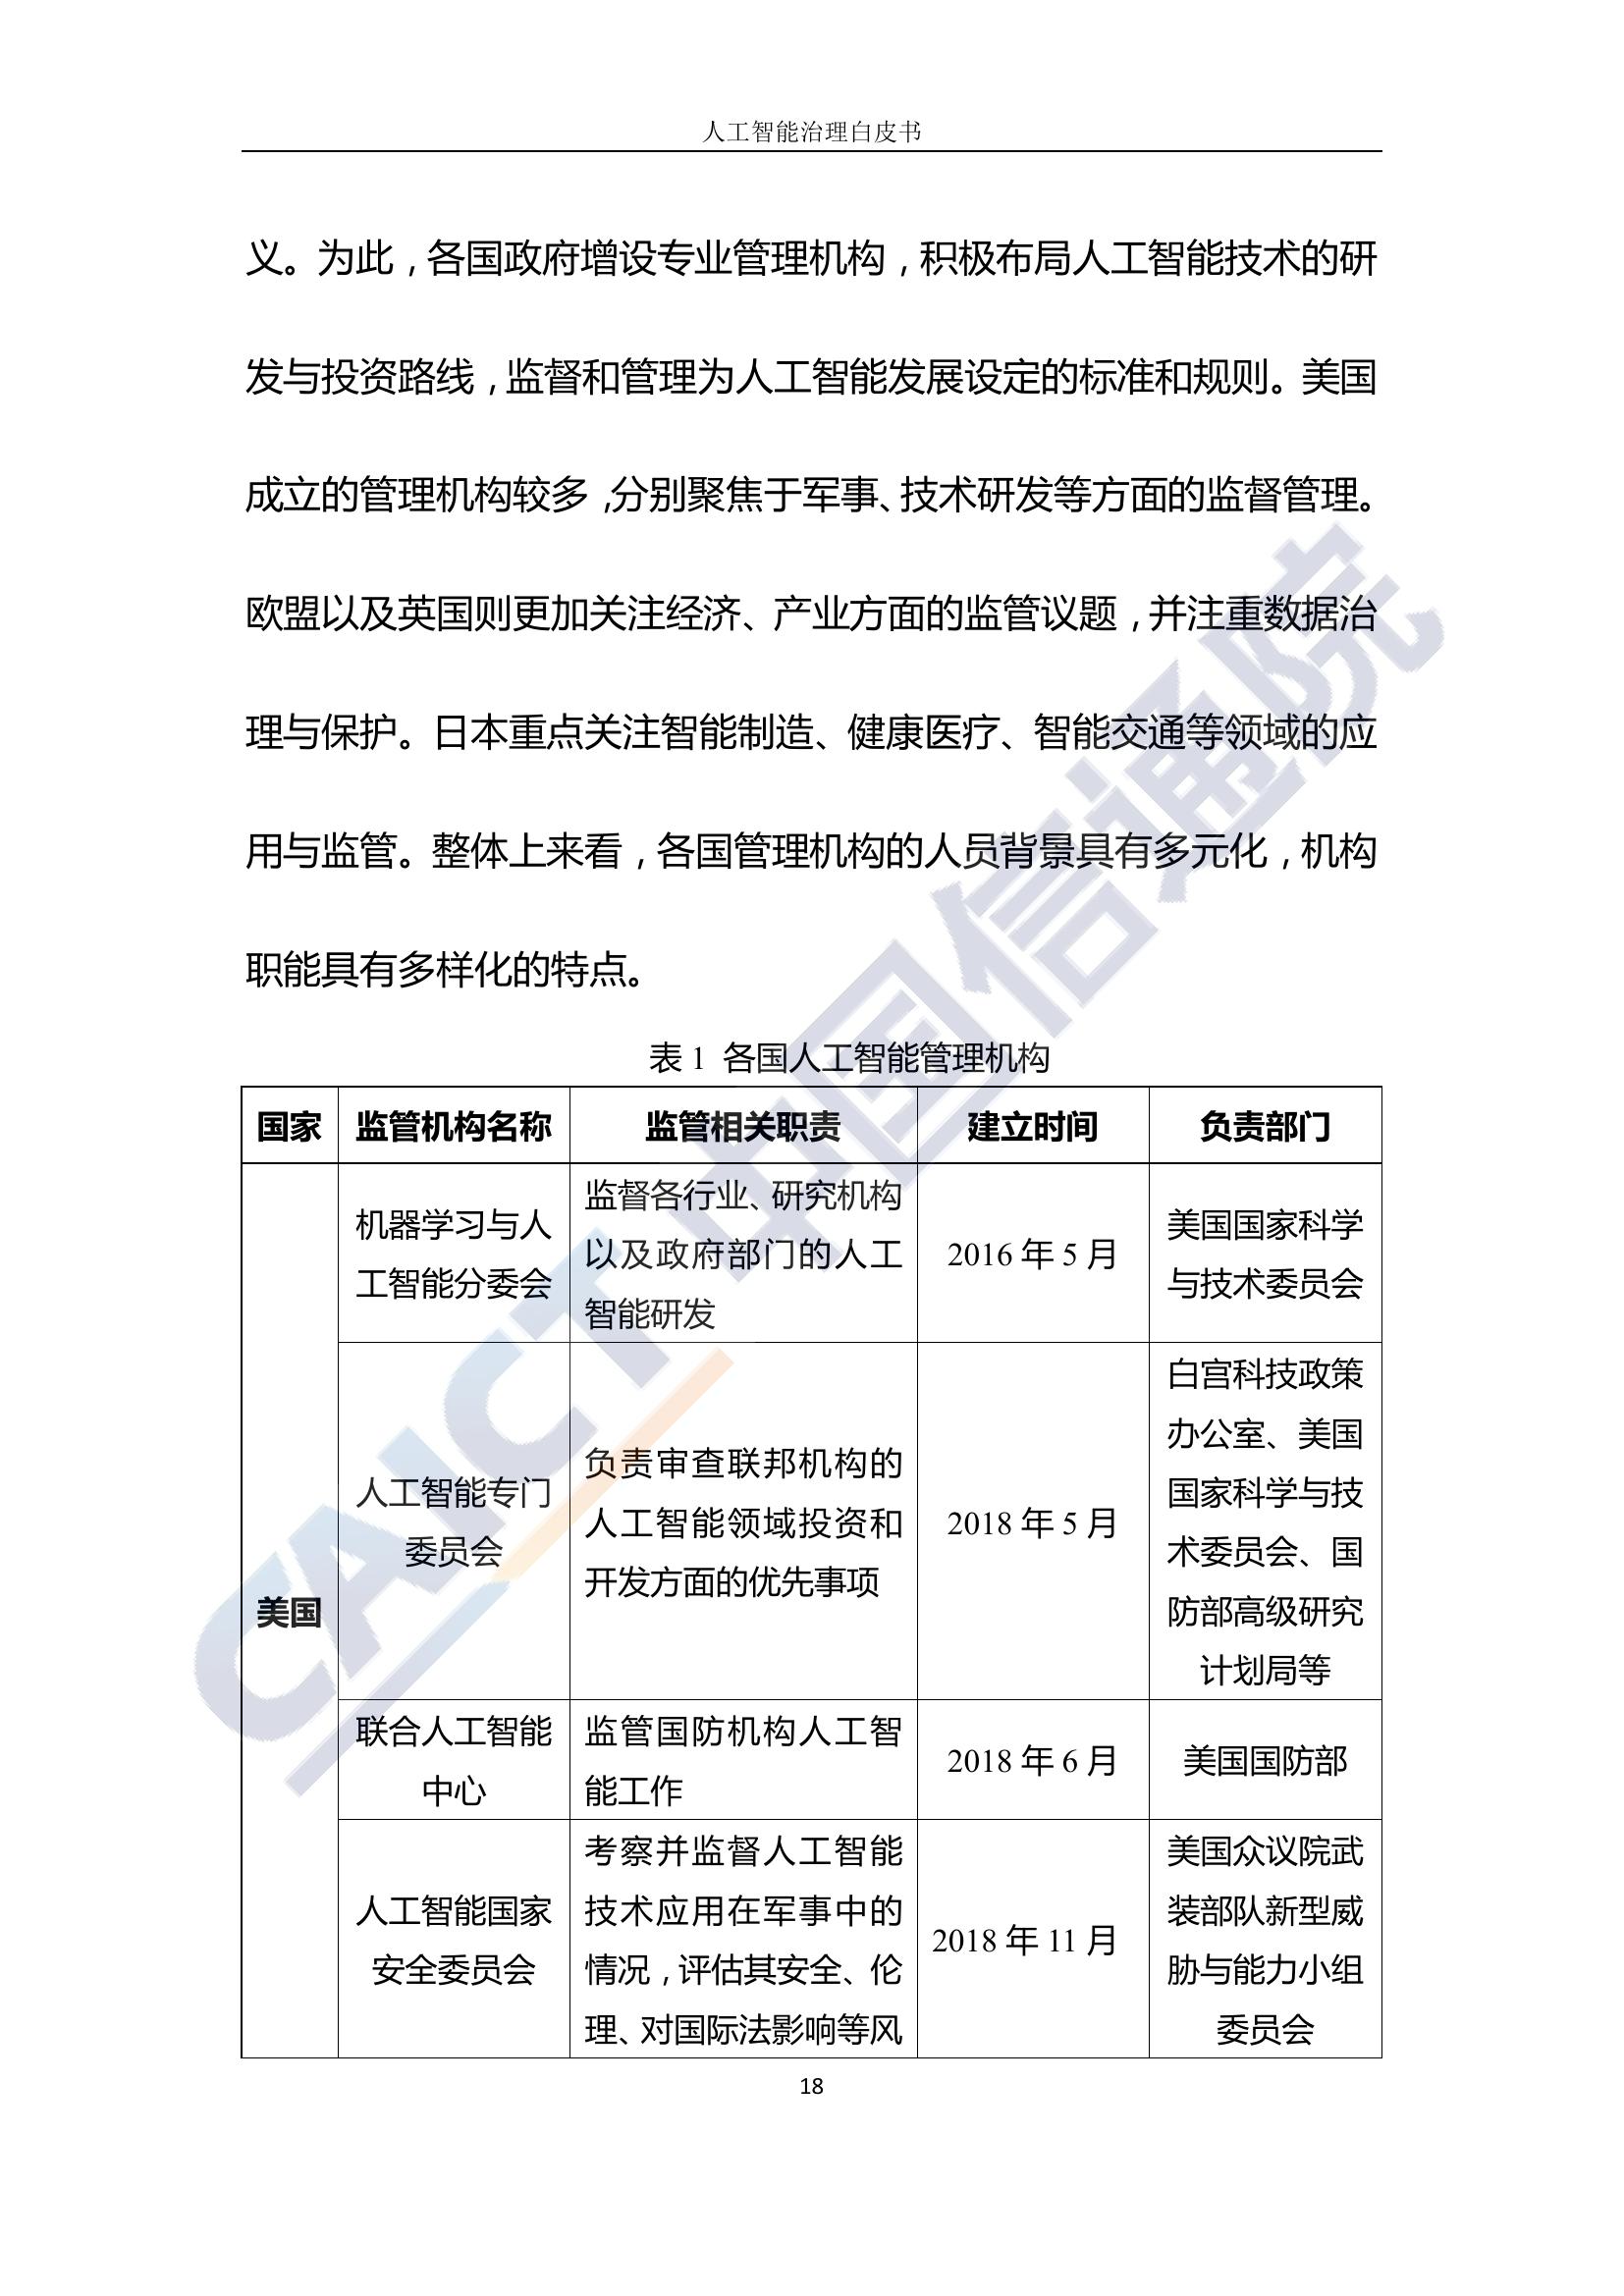 人工智能治理白皮书
义。为此，各国政府增设专业管理机构，积极布局人工智能技术的研
发与投资路线，监督和管理为人工智能发展设定的标准和规则。美国
成立的管理机构较多，分别聚焦于军事、技术研发等方面的监督管理。
欧盟以及英国则更加关注经济、产业方面的监管议题，并注重数据治
理与保护。日本重点关注智能制造、健康医疗、智能交通等领域的应
用与监管。整体上来看，各国管理机构的人员背景具有多元化，机构
职能具有多样化的特点。
表 1 各国人工智能管理机构
国家 监管机构名称 监管相关职责 建立时间 负责部门
美国
机器学习与人
工智能分委会
监督各行业、研究机构
以及政府部门的人工
智能研发
2016 年 5 月
美国国家科学
与技术委员会
人工智能专门
委员会
负责审查联邦机构的
人工智能领域投资和
开发方面的优先事项
2018 年 5 月
白宫科技政策
办公室、美国
国家科学与技
术委员会、国
防部高级研究
计划局等
联合人工智能
中心
监管国防机构人工智
能工作
2018 年 6 月
美国国防部
人工智能国家
安全委员会
考察并监督人工智能
技术应用在军事中的
情况，评估其安全、伦
理、对国际法影响等风
2018 年 11 月
美国众议院武
装部队新型威
胁与能力小组
委员会
18
CAICT 中国信通院